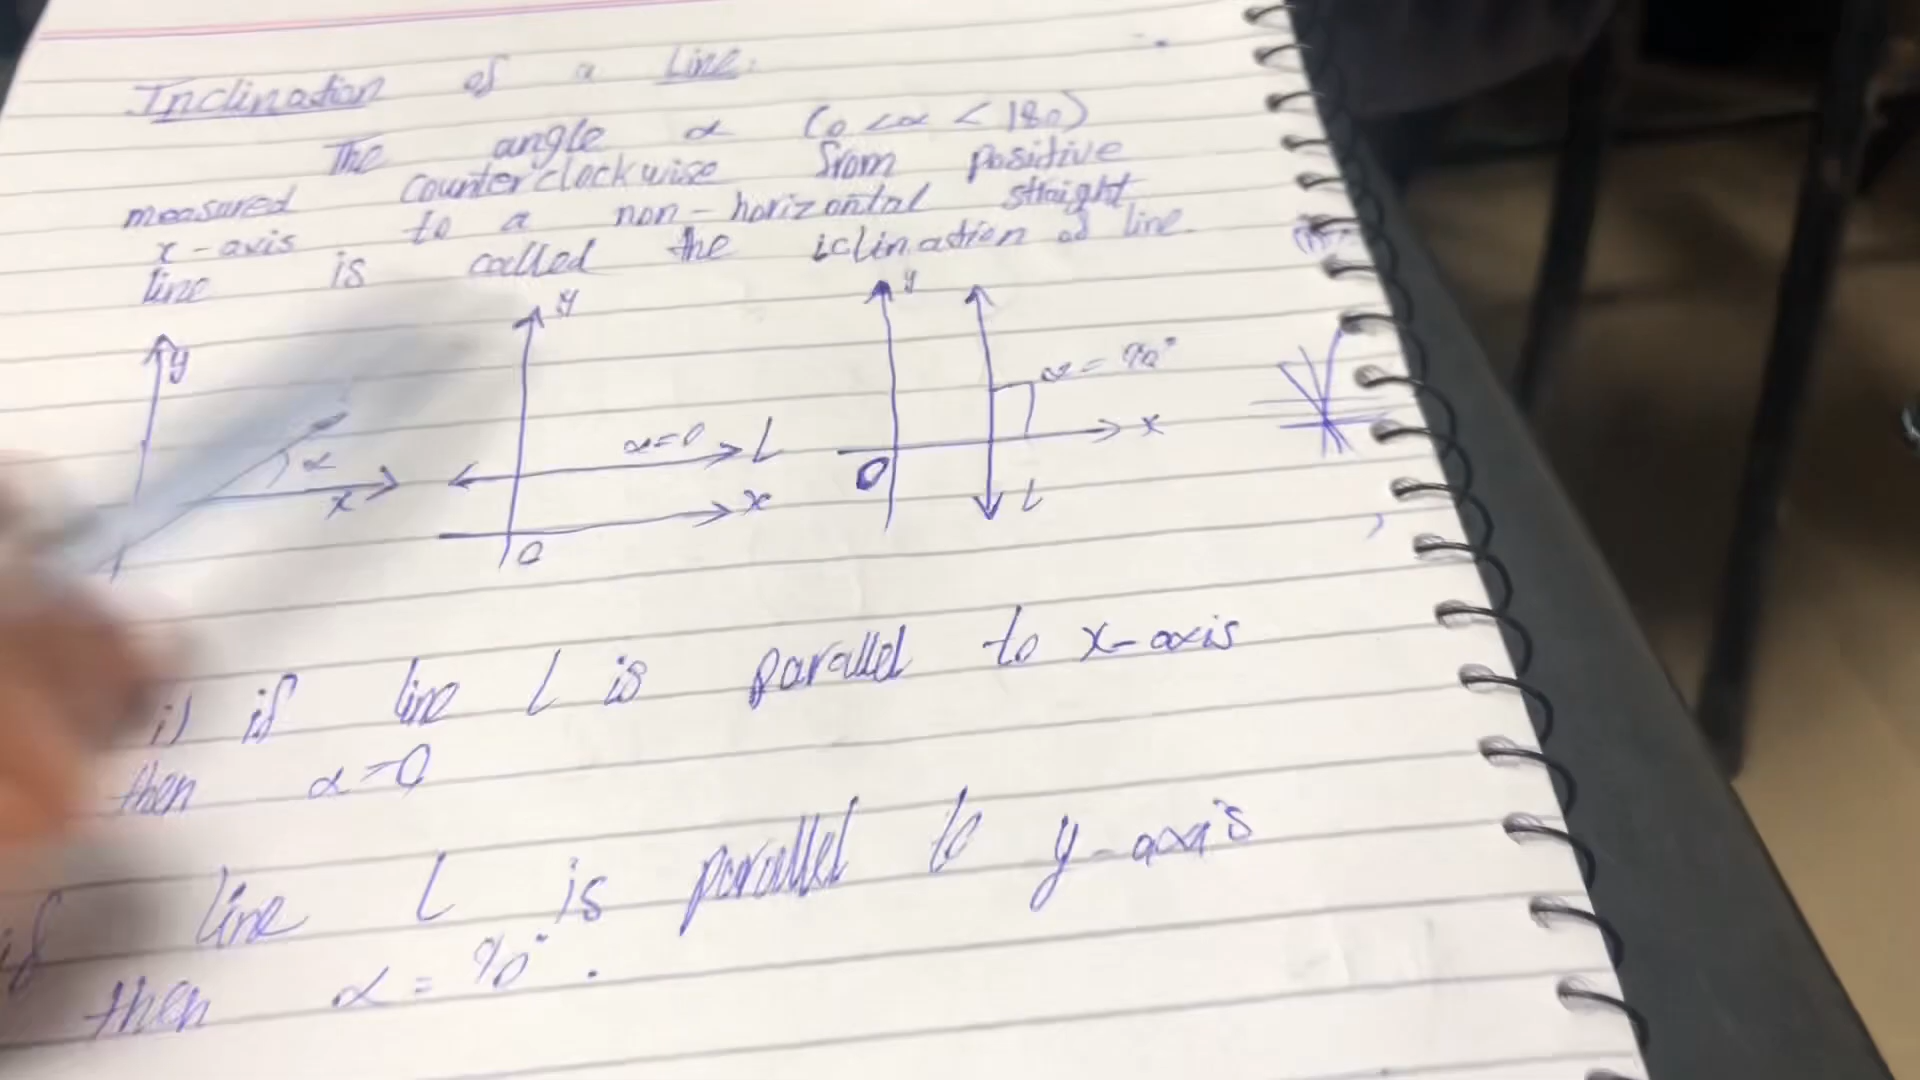 Inclination of a Line.
The angle α (0 <α < 180)
measured counterclockwise from positive
x-axis to a non-horizontal straight
line is called the iclination of line.
y
α
x
y
α=0 L
x
O
y
α = 90°
x
O
L
i) if line L is parallel to x-axis
then α=0
if line L is parallel to y-axis
then α = 90°.